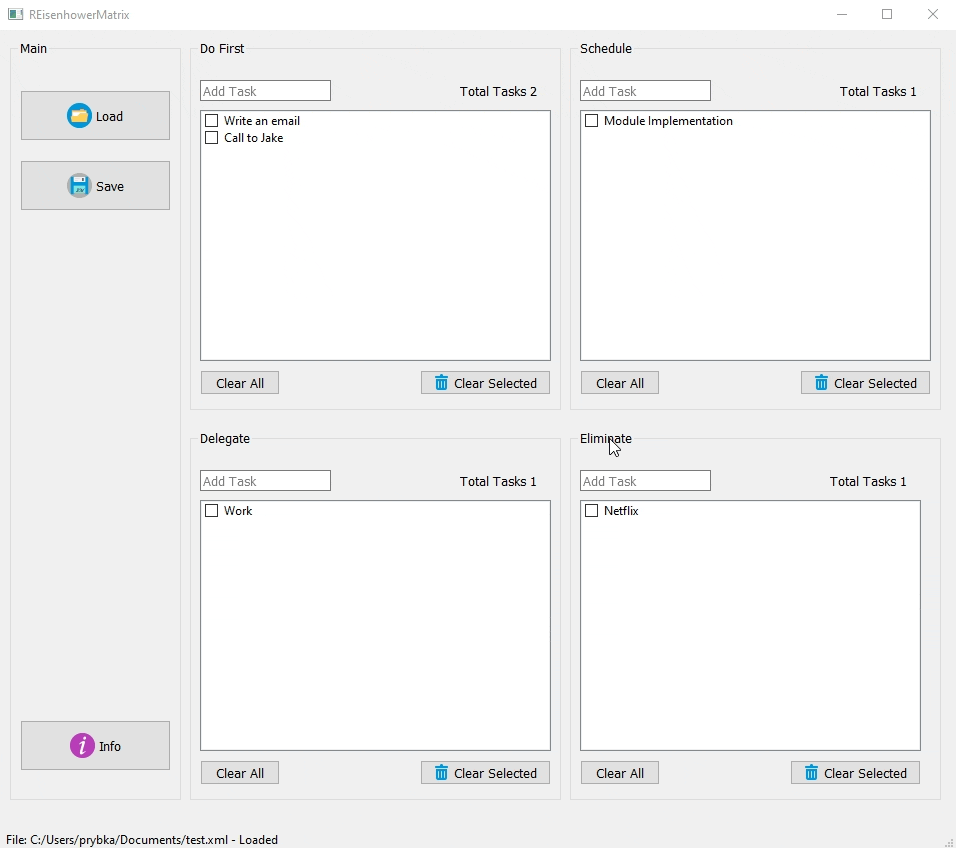 REisenhowerMatrix
Main
Load
Save
Info
Do First
Add Task
Total Tasks 2
Write an email
Call to Jake
Clear All
Clear Selected
Schedule
Add Task
Total Tasks 1
Module Implementation
Clear All
Clear Selected
Delegate
Add Task
Total Tasks 1
Work
Clear All
Clear Selected
Eliminate
Add Task
Total Tasks 1
Netflix
Clear All
Clear Selected
File: C:/Users/prybka/Documents/test.xml - Loaded